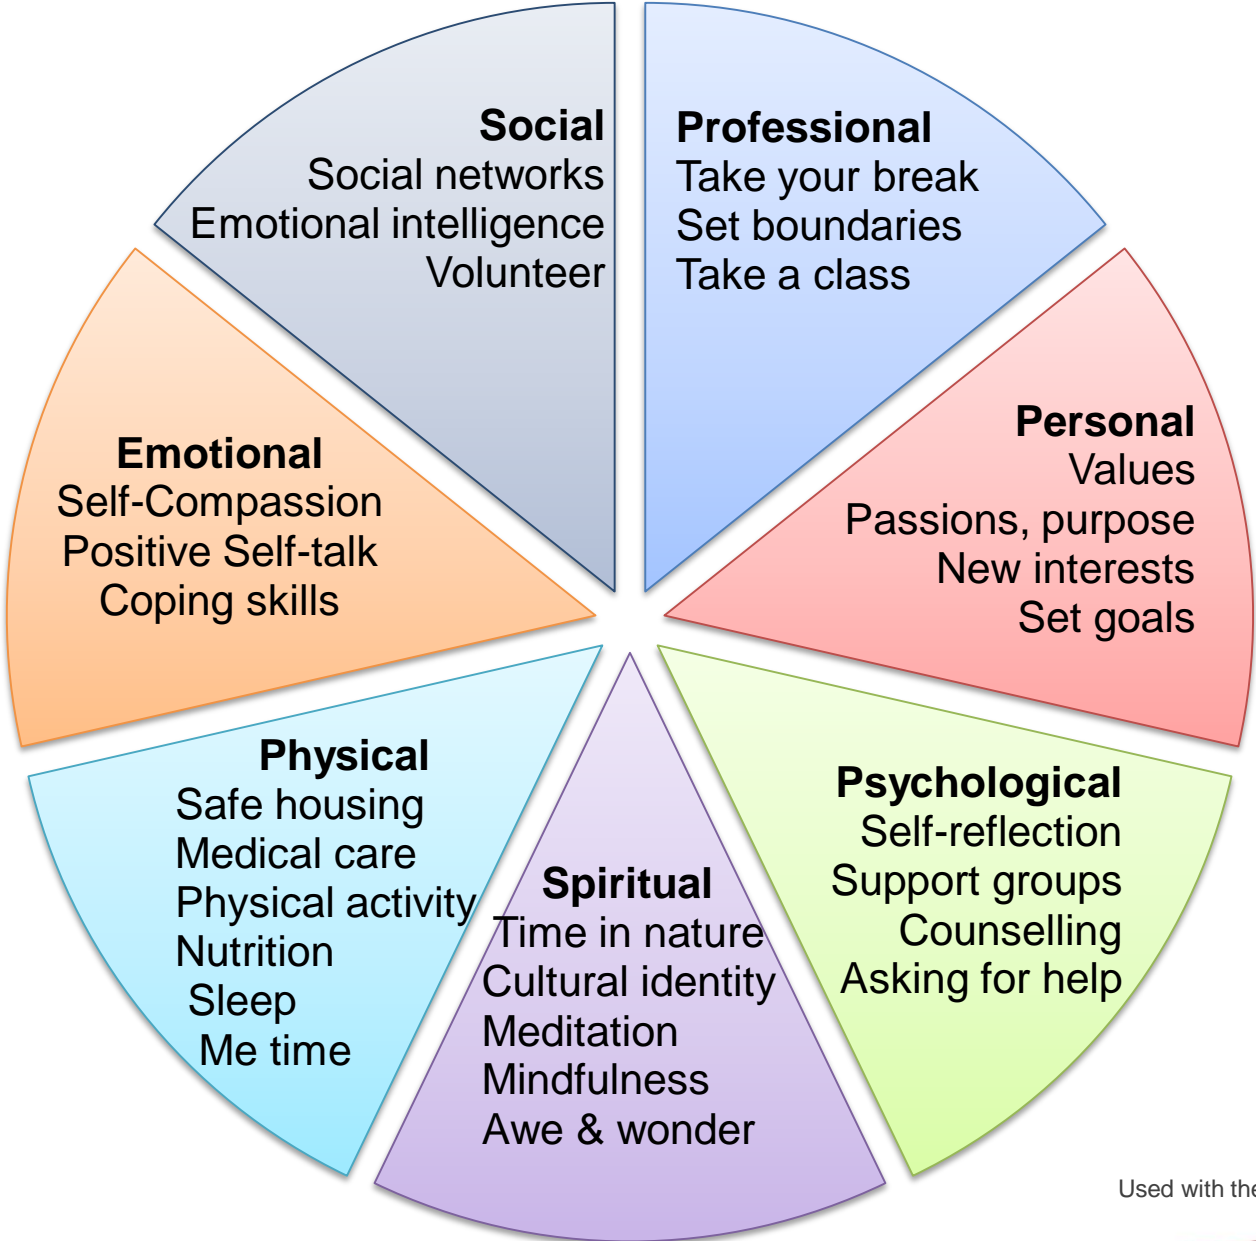 Social
Social networks
Emotional intelligence
Volunteer
Professional
Take your break
Set boundaries
Take a class
Personal
Values
Passions, purpose
New interests
Set goals
Psychological
Self-reflection
Support groups
Counselling
Asking for help
Spiritual
Time in nature
Cultural identity
Meditation
Mindfulness
Awe & wonder
Physical
Safe housing
Medical care
Physical activity
Nutrition
Sleep
Me time
Emotional
Self-Compassion
Positive Self-talk
Coping skills
Used with the